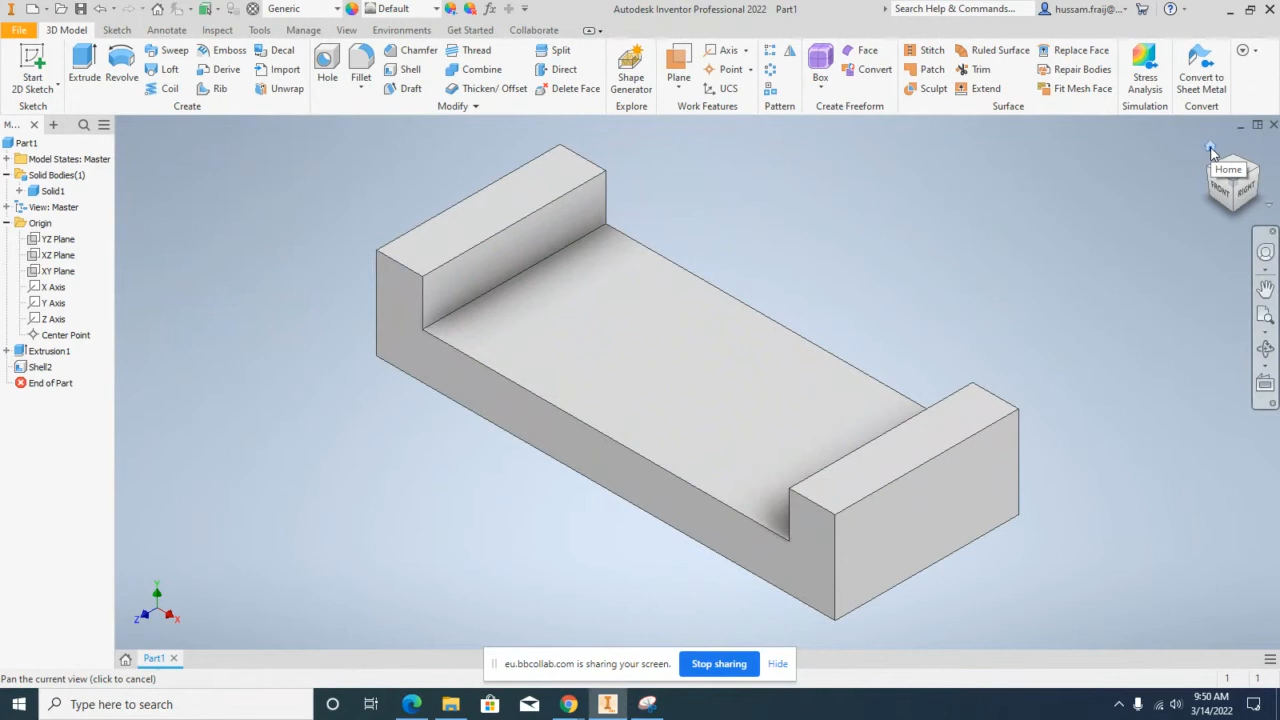 Generic Default Autodesk Inventor Professional 2022 Part1 Search Help & Commands... hussam.fraij@...
File 3D Model Sketch Annotate Inspect Tools Manage View Environments Get Started Collaborate
Start
2D Sketch
Sketch
Extrude
Revolve
Sweep
Loft
Coil
Emboss
Derive
Rib
Decal
Import
Unwrap
Create
Hole
Fillet
Chamfer
Shell
Draft
Thread
Combine
Thicken/ Offset
Split
Direct
Delete Face
Modify
Shape
Generator
Explore
Plane
Axis
Point
UCS
Work Features
Pattern
Box
Face
Convert
Create Freeform
Stitch
Patch
Sculpt
Ruled Surface
Trim
Extend
Replace Face
Repair Bodies
Fit Mesh Face
Surface
Stress
Analysis
Simulation
Convert to
Sheet Metal
Convert
M...
Part1
Model States: Master
Solid Bodies(1)
Solid1
View: Master
Origin
YZ Plane
XZ Plane
XY Plane
X Axis
Y Axis
Z Axis
Center Point
Extrusion1
Shell2
End of Part
Home
FRONT RIGHT
Y
Z X
Part1
eu.bbcollab.com is sharing your screen. Stop sharing Hide
Pan the current view (click to cancel) 1 1
Type here to search
9:50 AM
3/14/2022